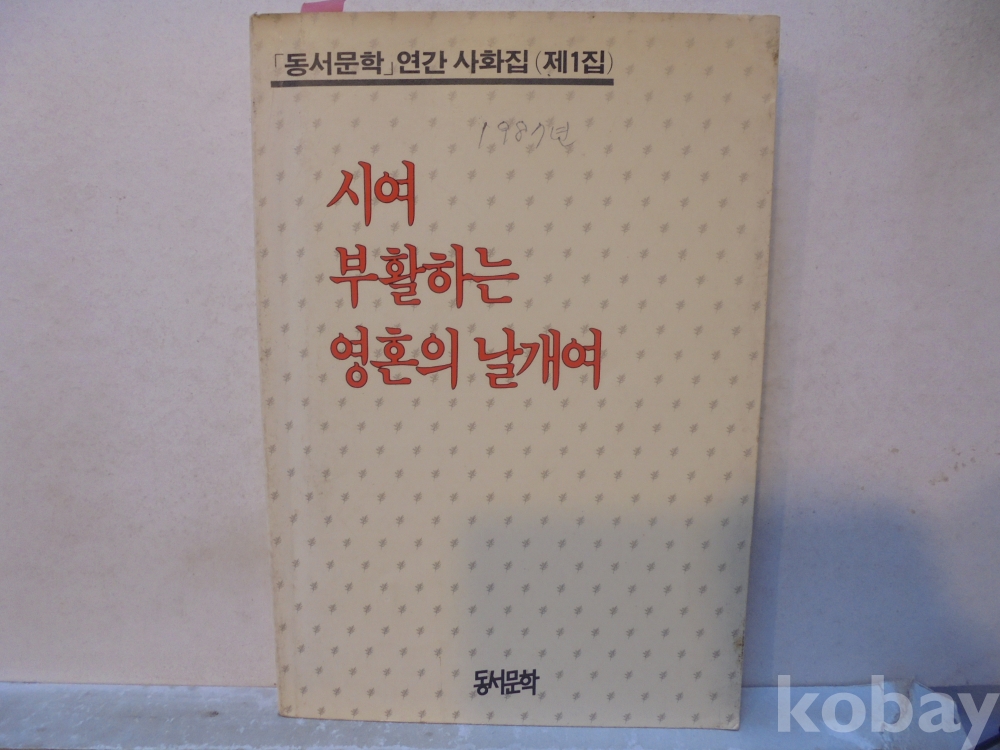 「동서문학」 연간 사화집 (제1집)
1987년
시여
부활하는
영혼의 날개여
동서문학
kobay